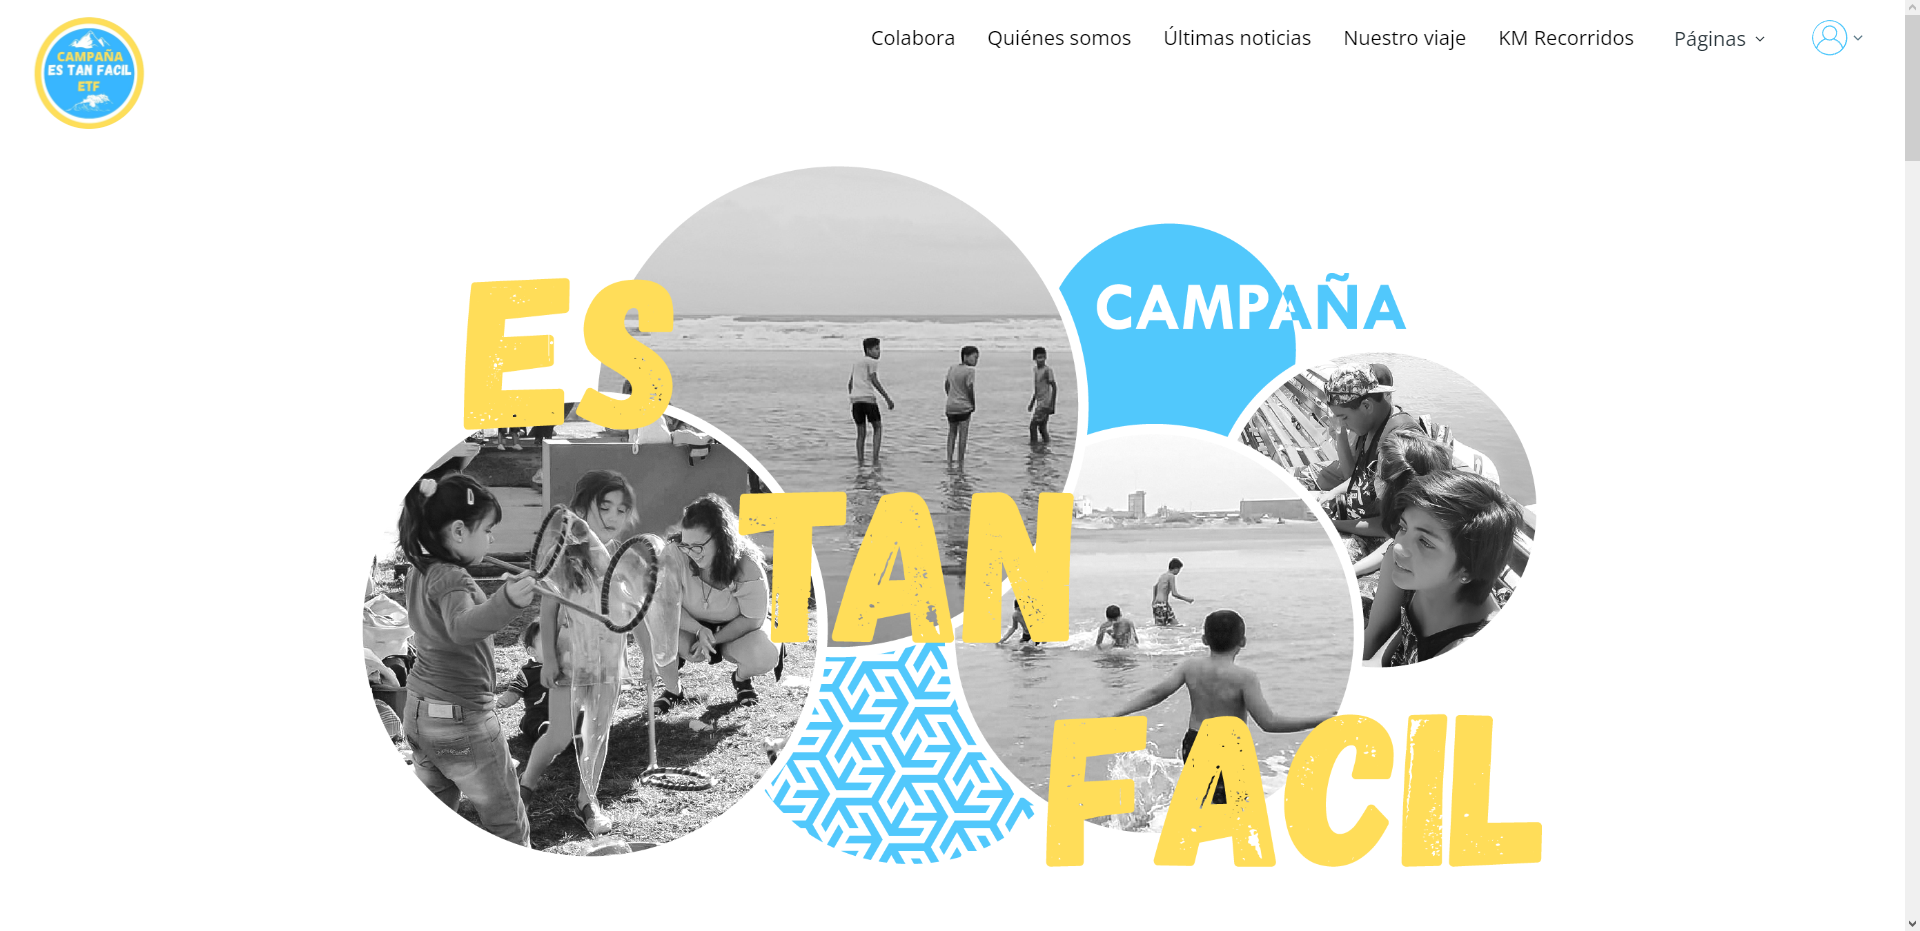 CAMPAÑA
ES TAN FACIL
ETF
Colabora
Quiénes somos
Últimas noticias
Nuestro viaje
KM Recorridos
Páginas
CAMPAÑA
ES
TAN
FACIL